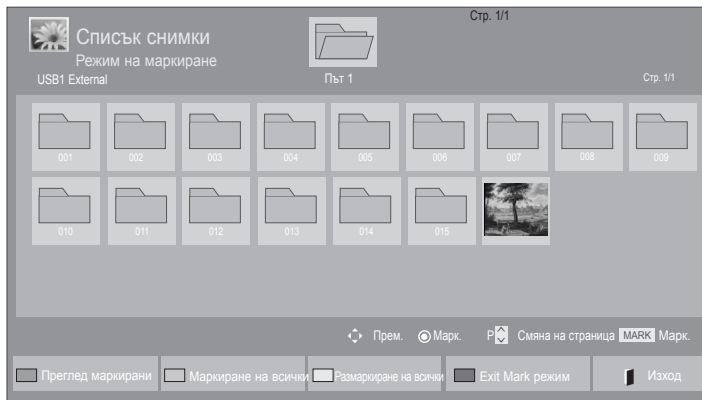 Стр. 1/1
Списък снимки
Режим на маркиране
USB1 External
Път 1
Стр. 1/1
001 002 003 004 005 006 007 008 009
010 011 012 013 014 015
Прем. Марк. P Смяна на страница MARK Марк.
Преглед маркирани Маркиране на всички Размаркиране на всички Exit Mark режим Изход